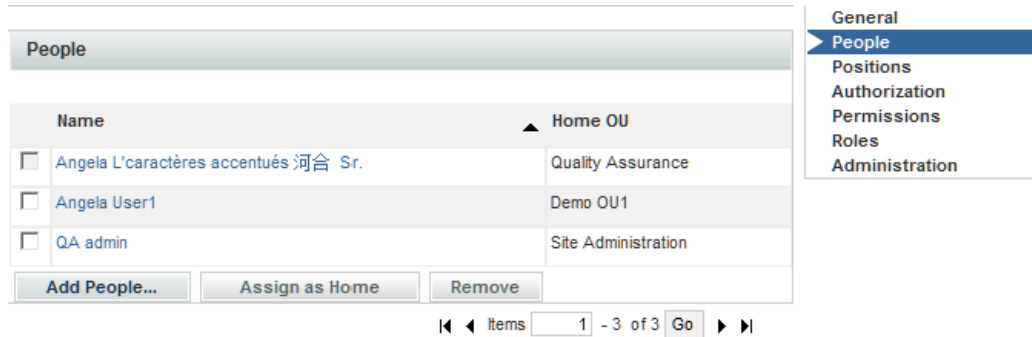 People
Name Home OU
Angela L'caractères accentués 河合 Sr. Quality Assurance
Angela User1 Demo OU1
QA admin Site Administration
Add People... Assign as Home Remove
Items 1 - 3 of 3 Go
General
People
Positions
Authorization
Permissions
Roles
Administration